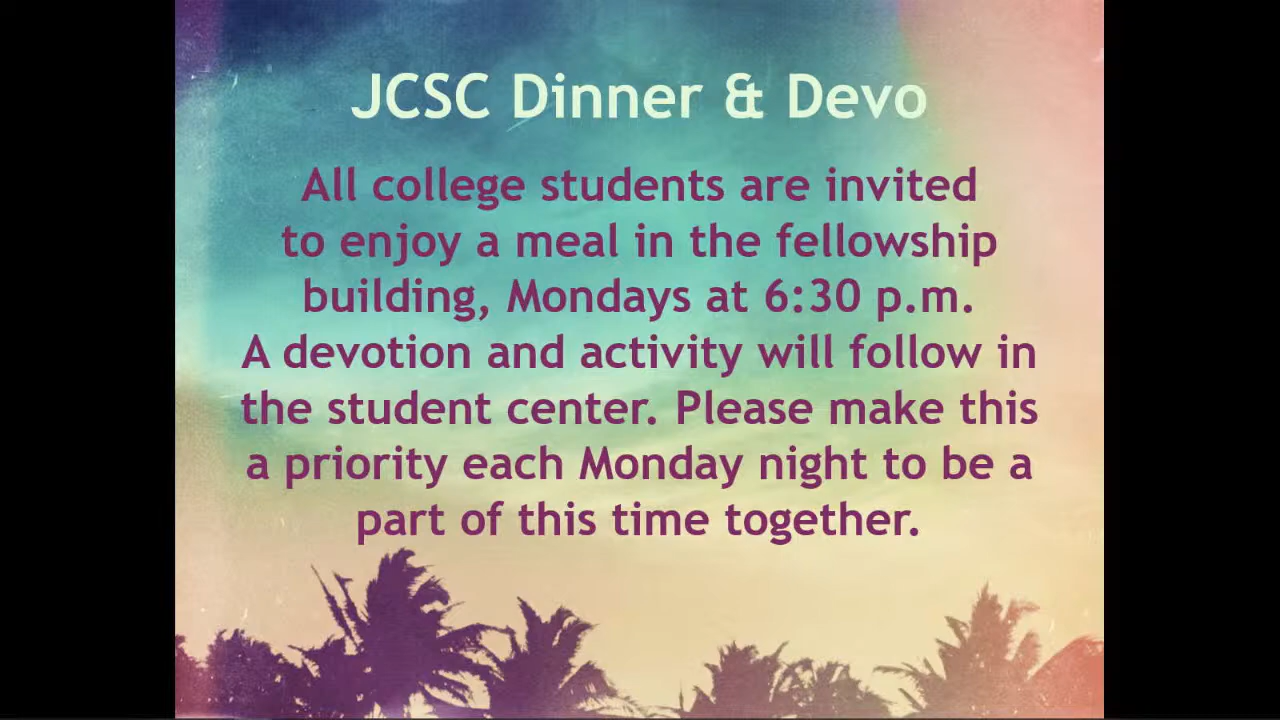 JCSC Dinner & Devo
All college students are invited
to enjoy a meal in the fellowship
building, Mondays at 6:30 p.m.
A devotion and activity will follow in
the student center. Please make this
a priority each Monday night to be a
part of this time together.